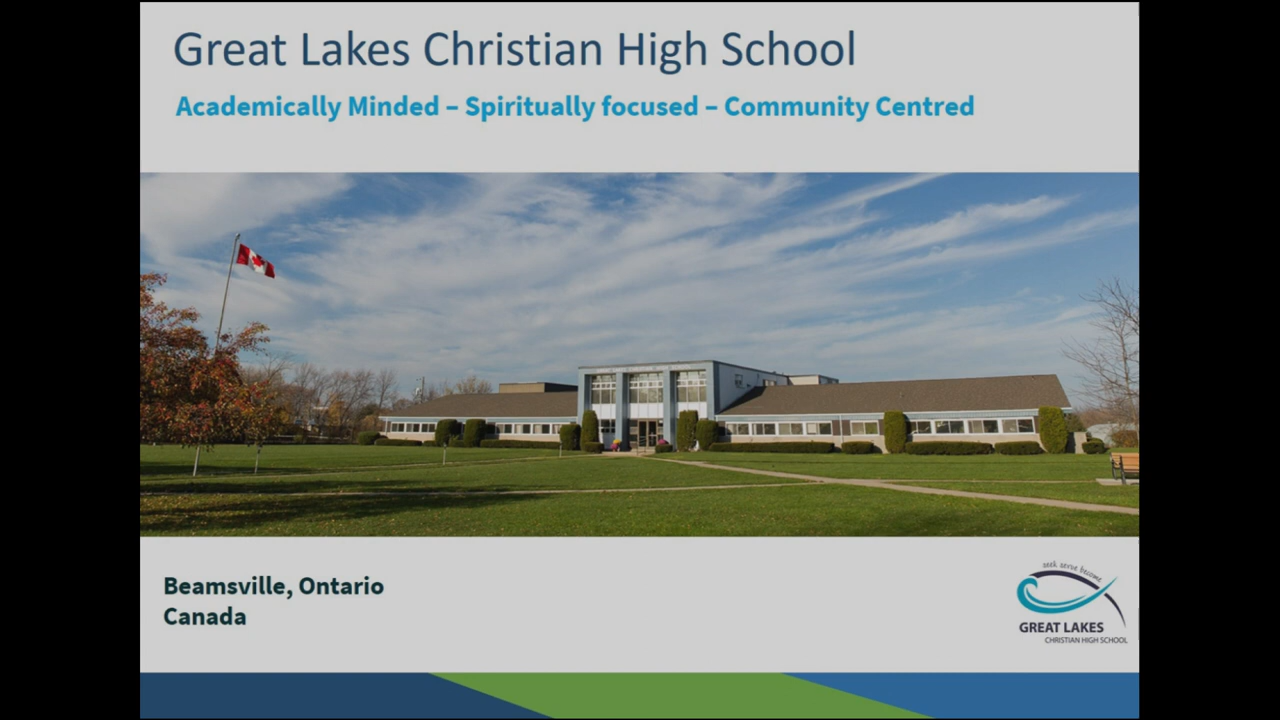 Great Lakes Christian High School
Academically Minded – Spiritually focused – Community Centred
Beamsville, Ontario
Canada
seek serve become
GREAT LAKES
CHRISTIAN HIGH SCHOOL